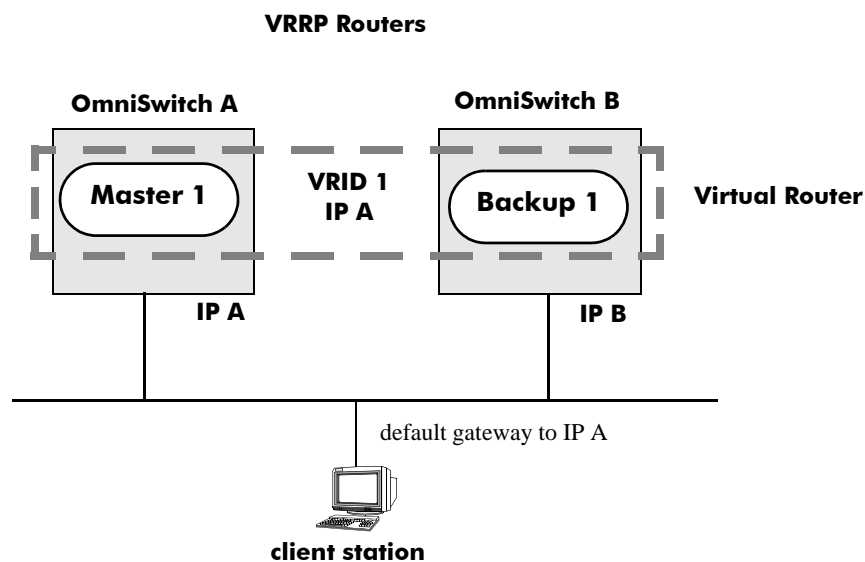 VRRP Routers
OmniSwitch A
OmniSwitch B
Master 1
VRID 1
IP A
Backup 1
Virtual Router
IP A
IP B
default gateway to IP A
client station